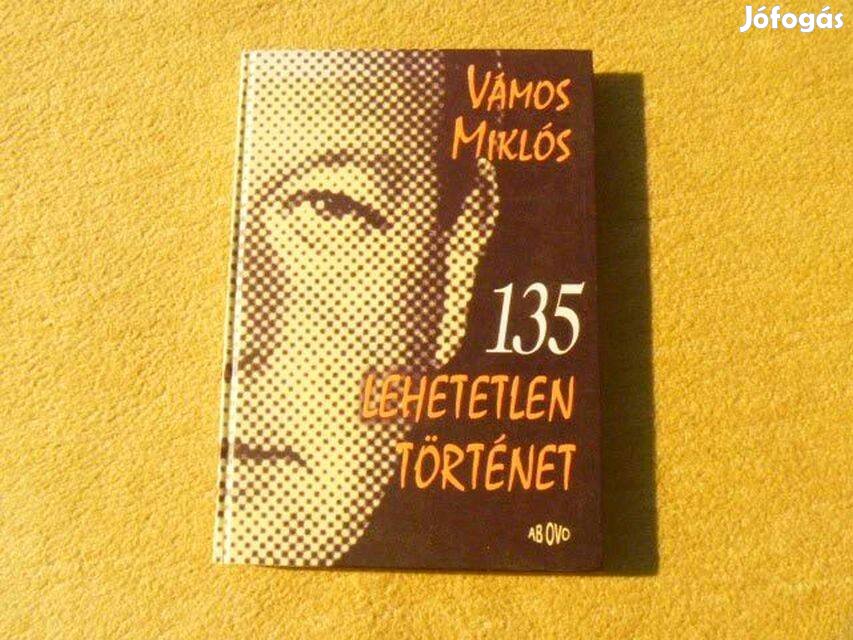 Jófogás
VÁMOS
MIKLÓS
135
LEHETETLEN
TÖRTÉNET
AB OVO